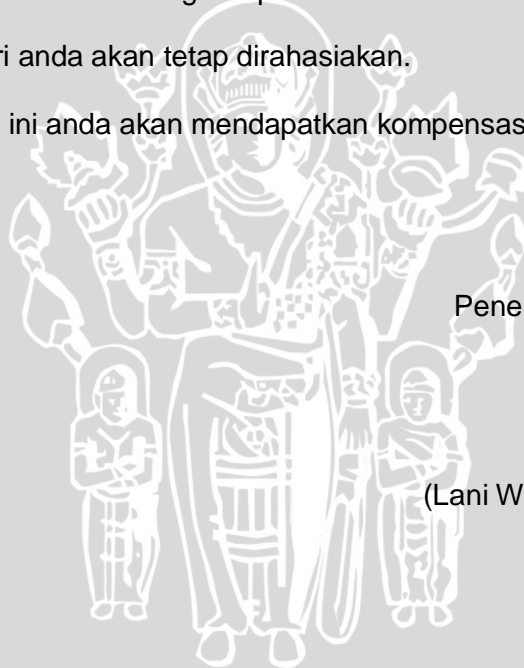 ri anda akan tetap dirahasiakan.
ini anda akan mendapatkan kompensas
Pene
(Lani W